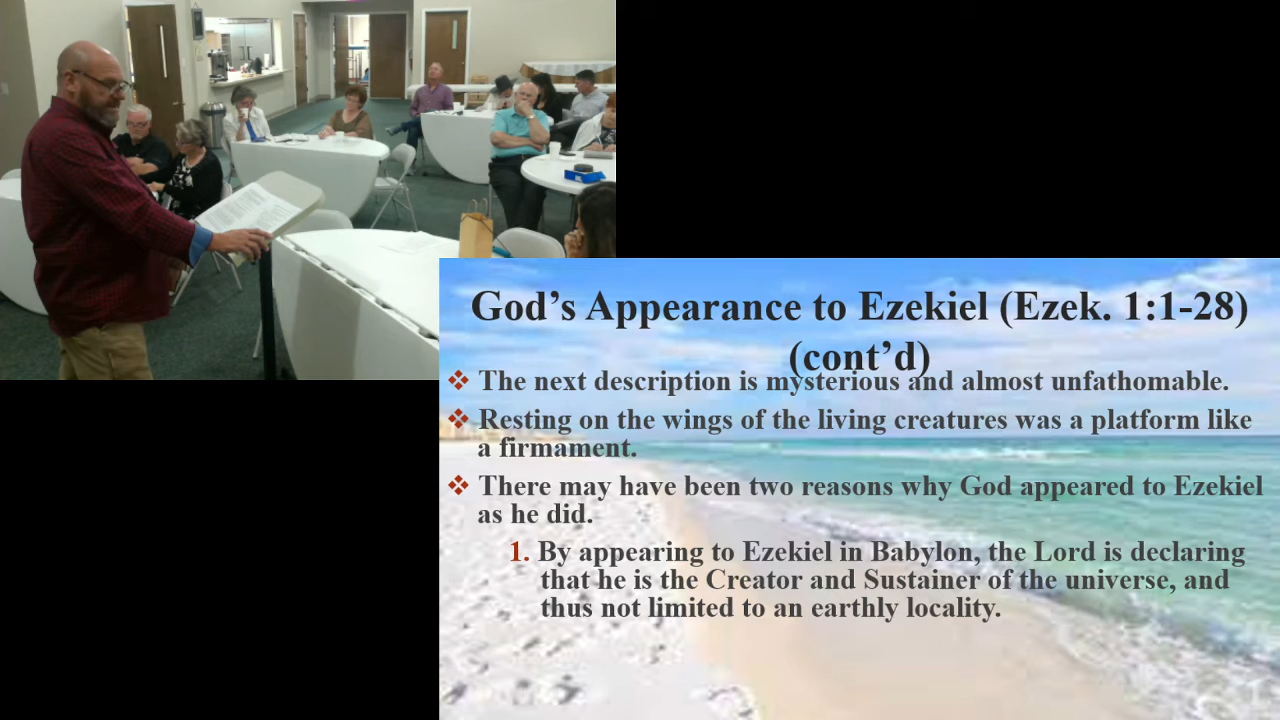 God’s Appearance to Ezekiel (Ezek. 1:1-28)
(cont’d)
❖ The next description is mysterious and almost unfathomable.
❖ Resting on the wings of the living creatures was a platform like
a firmament.
❖ There may have been two reasons why God appeared to Ezekiel
as he did.
1. By appearing to Ezekiel in Babylon, the Lord is declaring
that he is the Creator and Sustainer of the universe, and
thus not limited to an earthly locality.